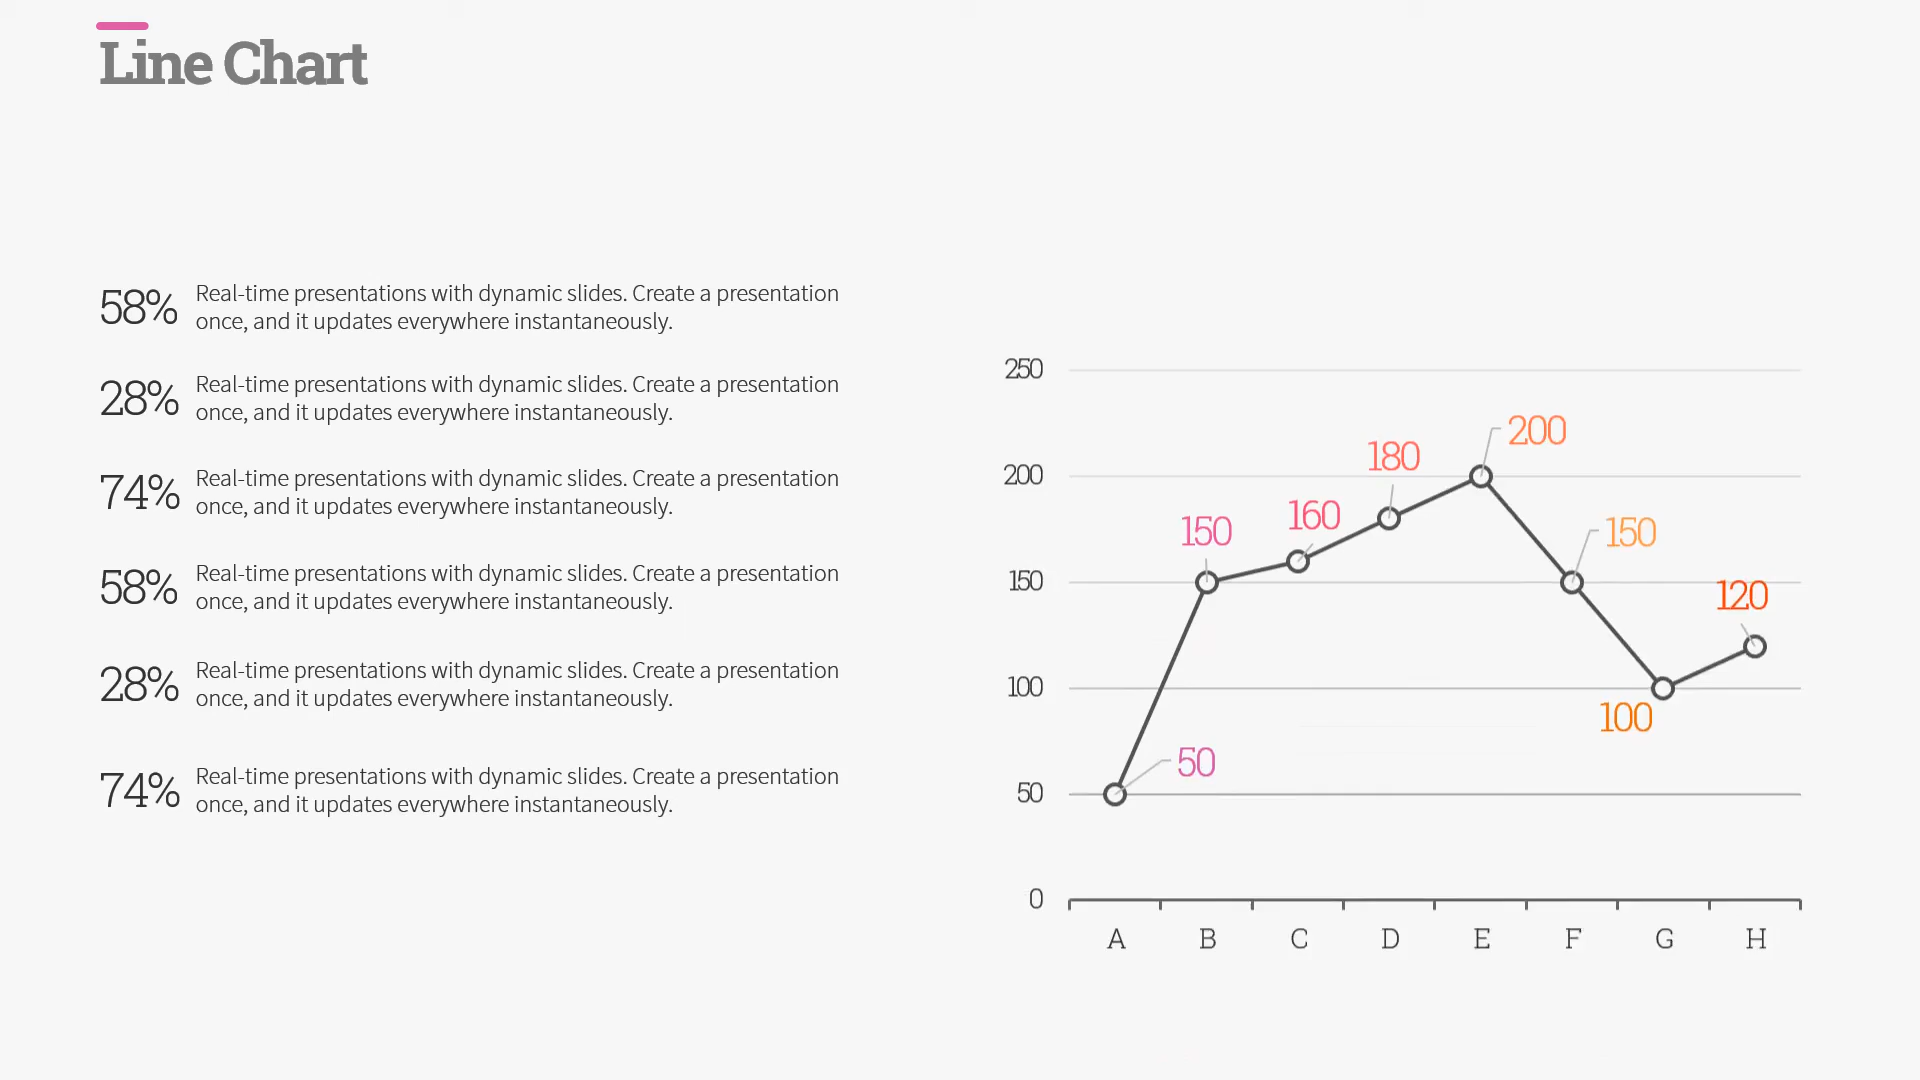 Line Chart
58%
Real-time presentations with dynamic slides. Create a presentation
once, and it updates everywhere instantaneously.
28%
Real-time presentations with dynamic slides. Create a presentation
once, and it updates everywhere instantaneously.
74%
Real-time presentations with dynamic slides. Create a presentation
once, and it updates everywhere instantaneously.
58%
Real-time presentations with dynamic slides. Create a presentation
once, and it updates everywhere instantaneously.
28%
Real-time presentations with dynamic slides. Create a presentation
once, and it updates everywhere instantaneously.
74%
Real-time presentations with dynamic slides. Create a presentation
once, and it updates everywhere instantaneously.
250
200
150
100
50
0
50
150
160
180
200
150
100
120
A B C D E F G H